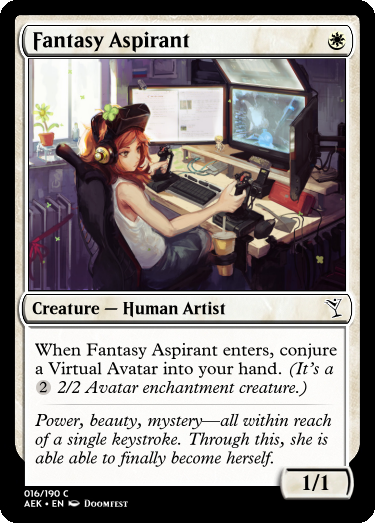 Fantasy Aspirant
Creature — Human Artist
When Fantasy Aspirant enters, conjure
a Virtual Avatar into your hand. (It's a
2 2/2 Avatar enchantment creature.)
Power, beauty, mystery—all within reach
of a single keystroke. Through this, she is
able able to finally become herself.
1/1
016/190 C
AEK • EN Doomfest